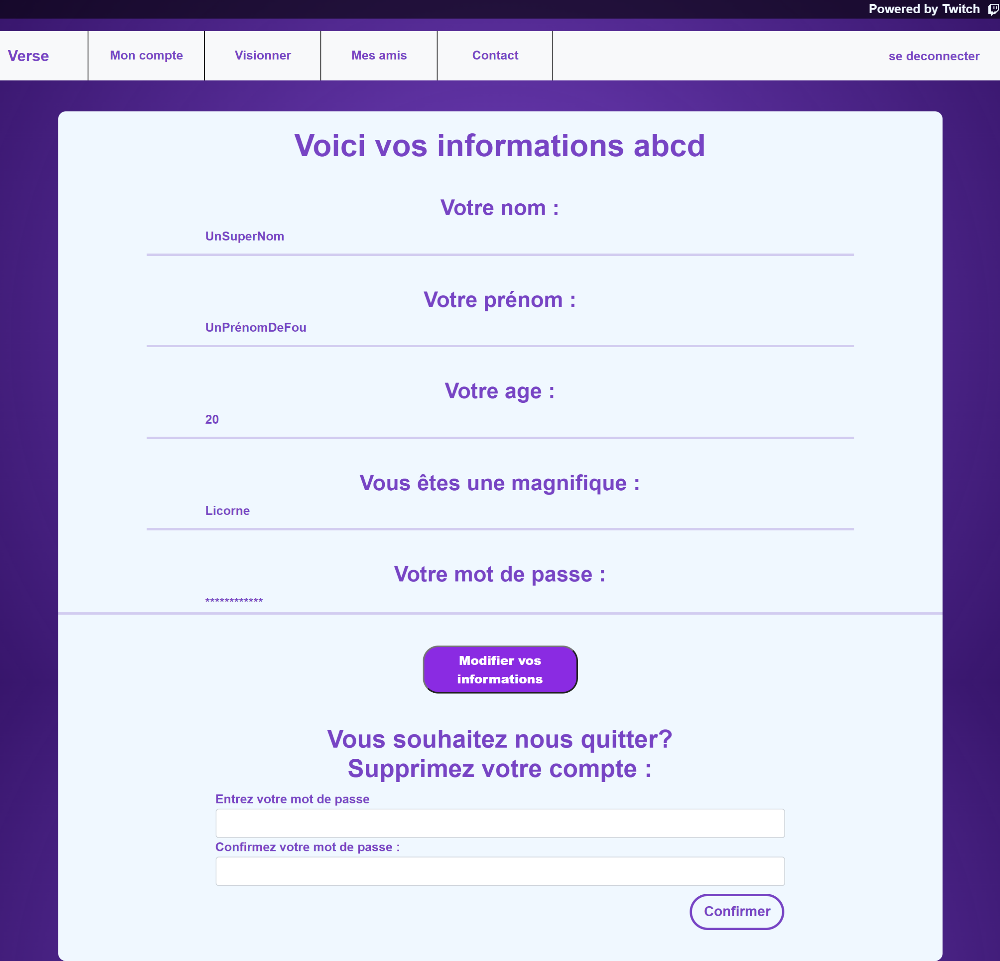 Powered by Twitch
Verse
Mon compte
Visionner
Mes amis
Contact
se deconnecter
Voici vos informations abcd
Votre nom :
UnSuperNom
Votre prénom :
UnPrénomDeFou
Votre age :
20
Vous êtes une magnifique :
Licorne
Votre mot de passe :
************
Modifier vos
informations
Vous souhaitez nous quitter?
Supprimez votre compte :
Entrez votre mot de passe
Confirmez votre mot de passe :
Confirmer